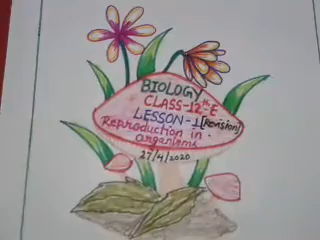 BIOLOGY
CLASS-12th E
LESSON-1 [Revision]
Reproduction in
organisms
27/4/2020